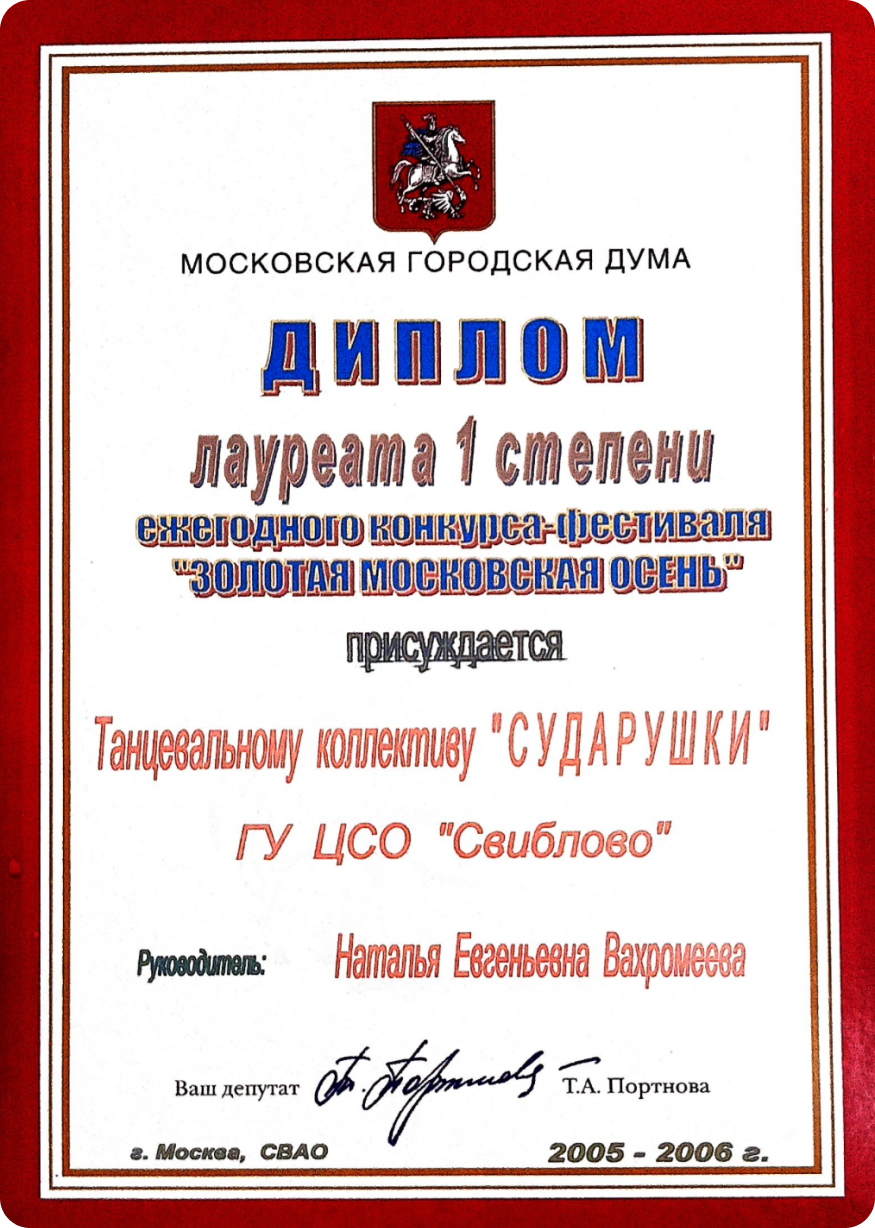 МОСКОВСКАЯ ГОРОДСКАЯ ДУМА
ДИПЛОМ
лауреата 1 степени
ежегодного конкурса-фестиваля
"ЗОЛОТАЯ МОСКОВСКАЯ ОСЕНЬ"
присуждается
Танцевальному коллективу "СУДАРУШКИ"
ГУ ЦСО "Свиблово"
Руководитель: Наталья Евгеньевна Вахромеева
Ваш депутат Т. Портнова Т.А. Портнова
г. Москва, СВАО 2005 - 2006 г.